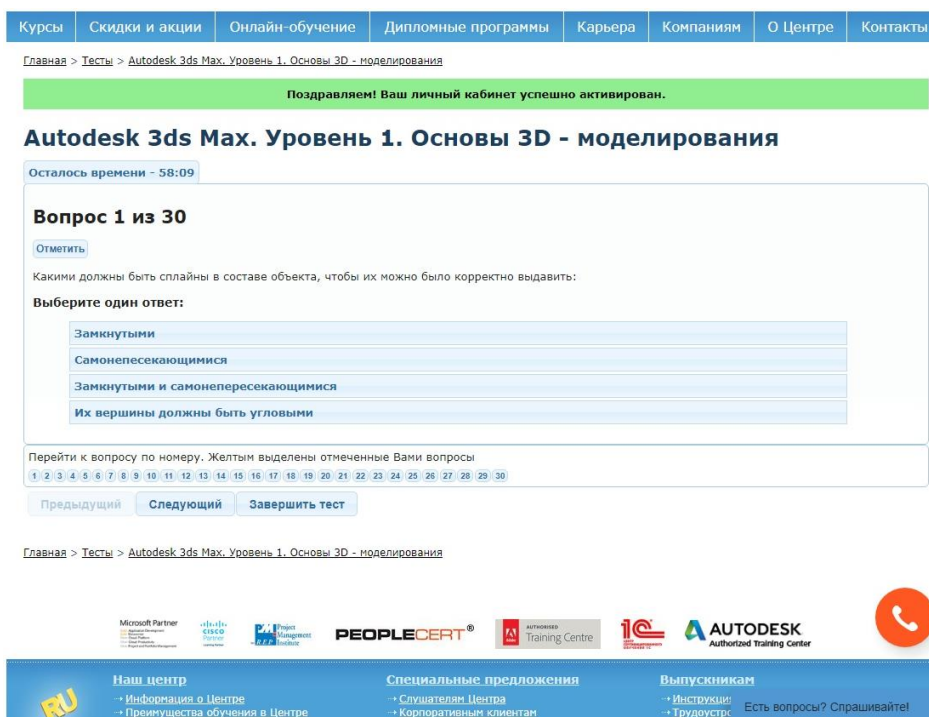 Курсы Скидки и акции Онлайн-обучение Дипломные программы Карьера Компаниям О Центре Контакты
Главная > Тесты > Autodesk 3ds Max. Уровень 1. Основы 3D - моделирования
Поздравляем! Ваш личный кабинет успешно активирован.
Autodesk 3ds Max. Уровень 1. Основы 3D - моделирования
Осталось времени - 58:09
Вопрос 1 из 30
Отметить
Какими должны быть сплайны в составе объекта, чтобы их можно было корректно выдавить:
Выберите один ответ:
Замкнутыми
Самонепесекающимися
Замкнутыми и самонепересекающимися
Их вершины должны быть угловыми
Перейти к вопросу по номеру. Желтым выделены отмеченные Вами вопросы
1 2 3 4 5 6 7 8 9 10 11 12 13 14 15 16 17 18 19 20 21 22 23 24 25 26 27 28 29 30
Предыдущий Следующий Завершить тест
Главная > Тесты > Autodesk 3ds Max. Уровень 1. Основы 3D - моделирования
Microsoft Partner
CISCO Partner
Project Management Institute
R.E.P.
PEOPLECERT®
AUTHORISED Training Centre
1C
AUTODESK
Authorized Training Center
RU
Наш центр Специальные предложения Выпускникам
→ Информация о Центре → Слушателям Центра → Инструкци
→ Преимущества обучения в Центре → Корпоративным клиентам → Трудоустро
Есть вопросы? Спрашивайте!